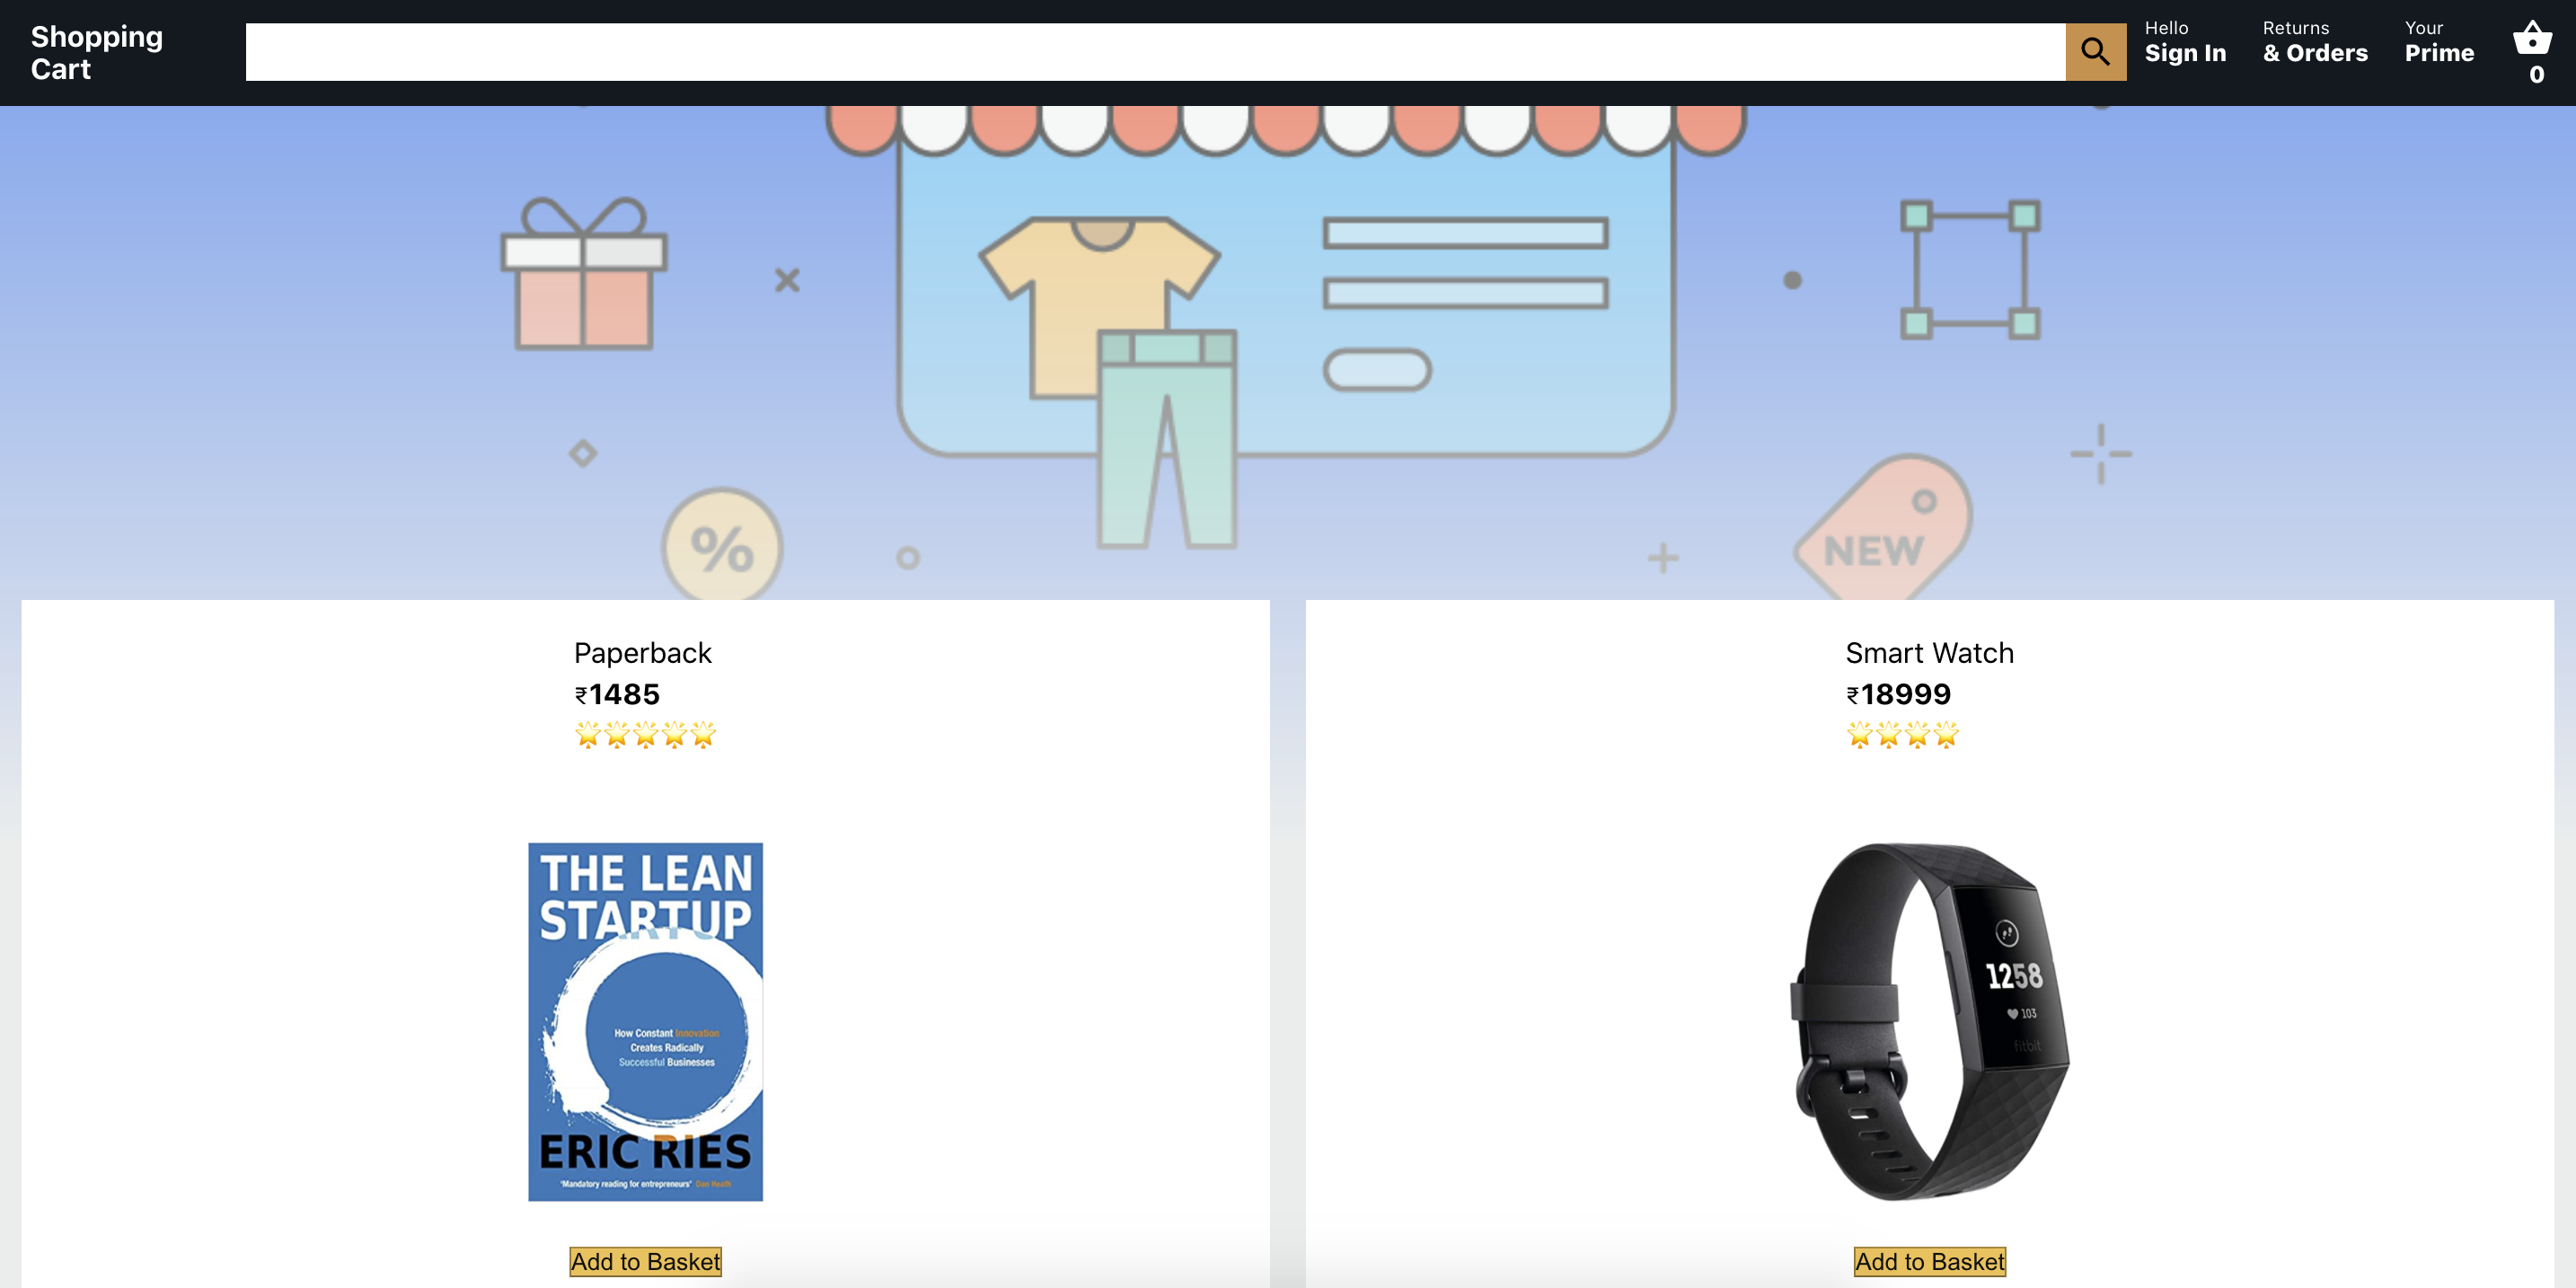 Shopping
Cart
Hello
Sign In
Returns
& Orders
Your
Prime
0
%
NEW
Paperback
₹1485
Smart Watch
₹18999
THE LEAN
STARTUP
How Constant Innovation
Creates Radically
Successful Businesses
ERIC RIES
'Mandatory reading for entrepreneurs' Dan Heath
1258
103
fitbit
Add to Basket
Add to Basket